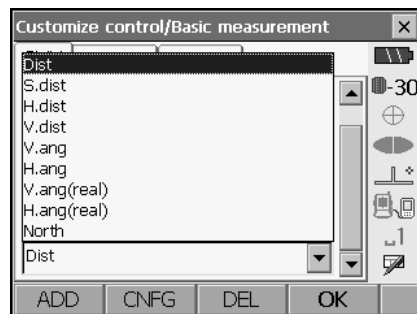 Customize control/Basic measurement
Dist
S.dist
H.dist
V.dist
V.ang
H.ang
V.ang(real)
H.ang(real)
North
Dist
-30
1
ADD CNFG DEL OK